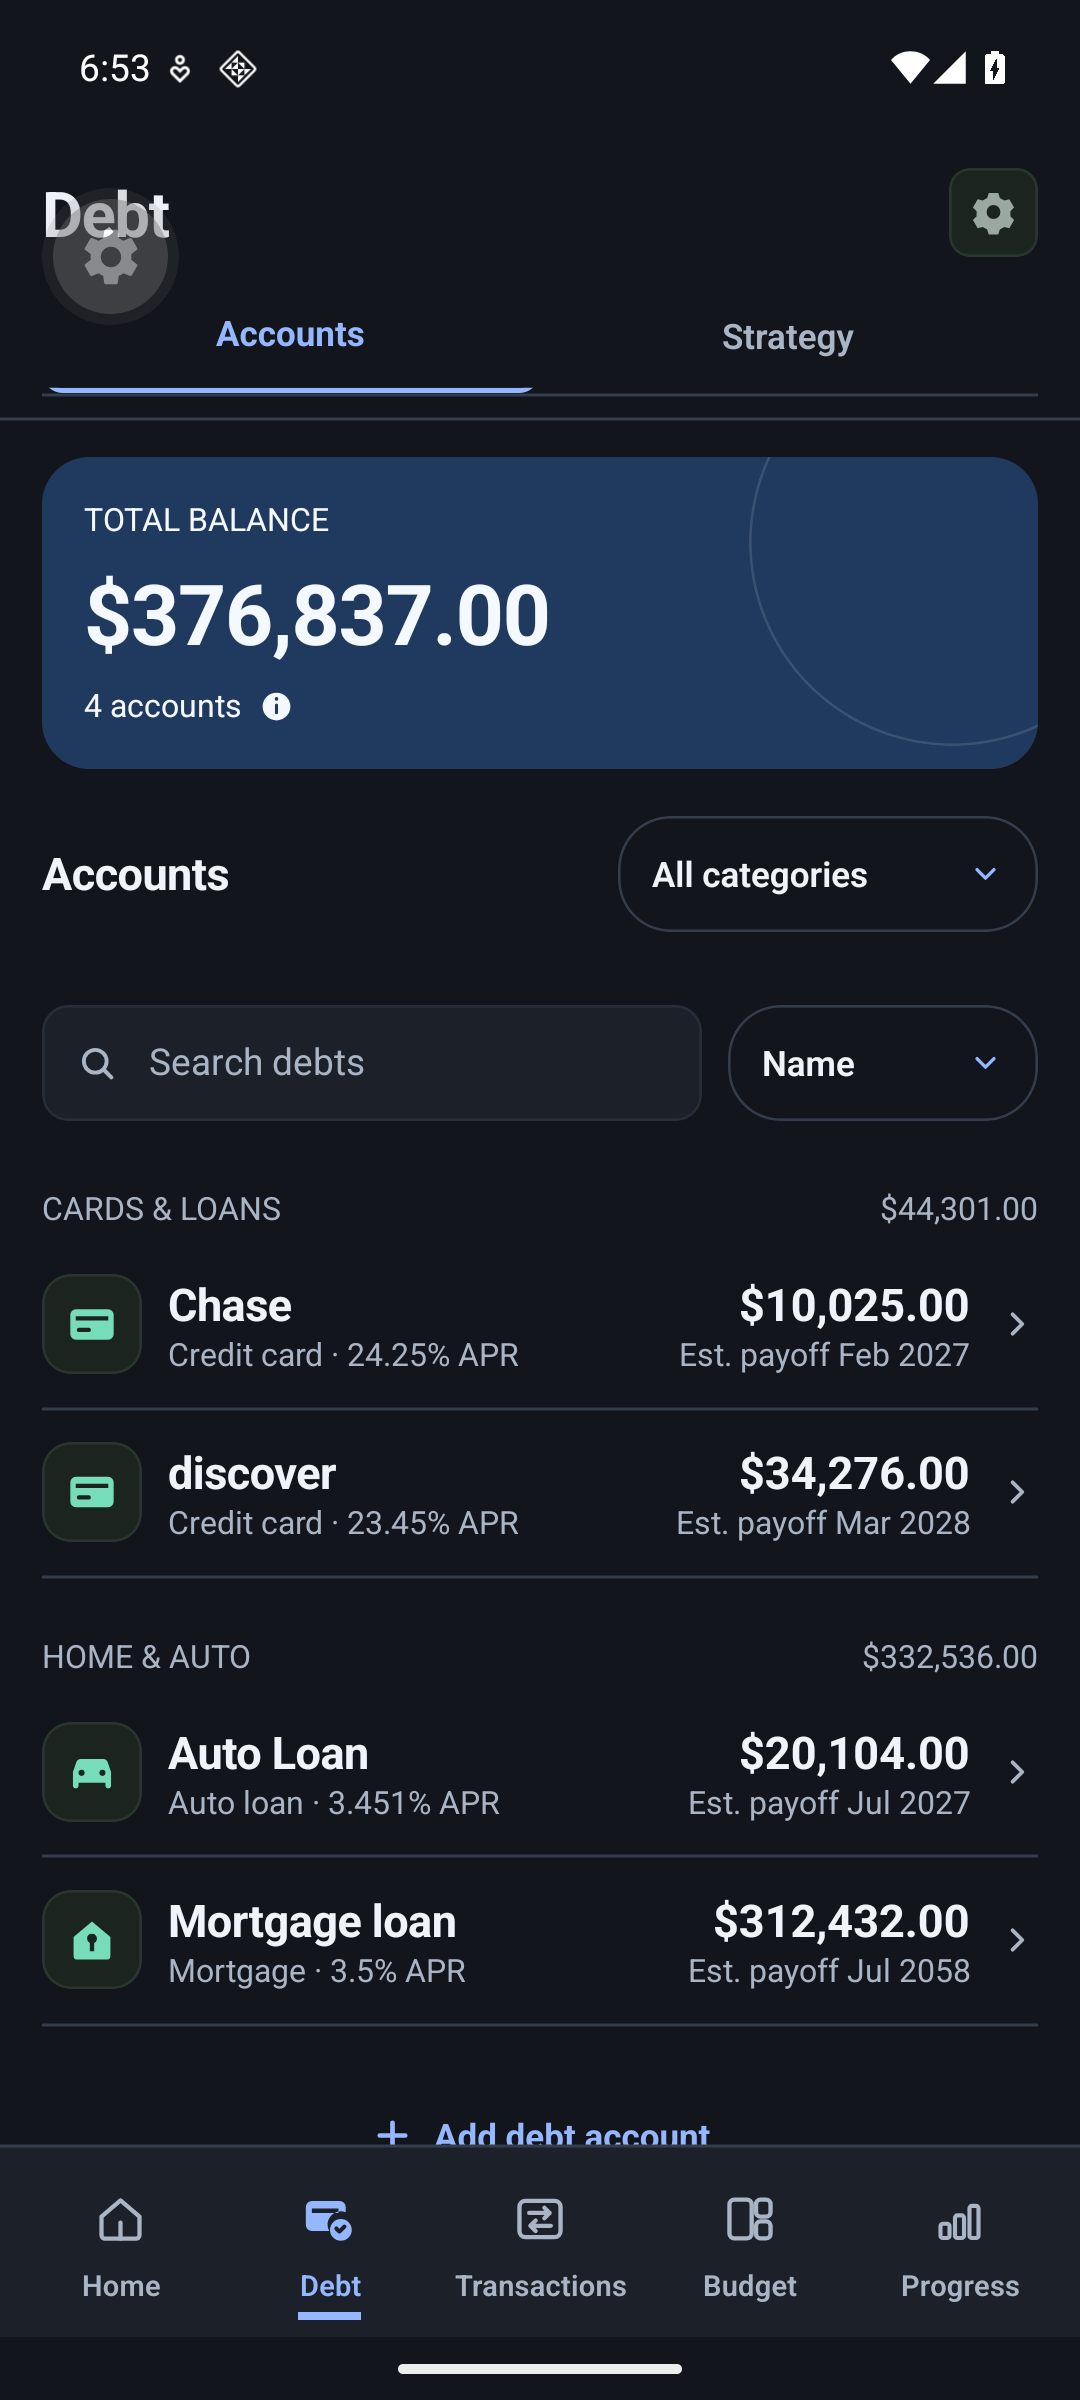 6:53
Debt
Accounts
Strategy
TOTAL BALANCE
$376,837.00
4 accounts
Accounts
All categories
Search debts
Name
CARDS & LOANS
$44,301.00
Chase
$10,025.00
Credit card · 24.25% APR
Est. payoff Feb 2027
discover
$34,276.00
Credit card · 23.45% APR
Est. payoff Mar 2028
HOME & AUTO
$332,536.00
Auto Loan
$20,104.00
Auto loan · 3.451% APR
Est. payoff Jul 2027
Mortgage loan
$312,432.00
Mortgage · 3.5% APR
Est. payoff Jul 2058
Add debt account
Home
Debt
Transactions
Budget
Progress